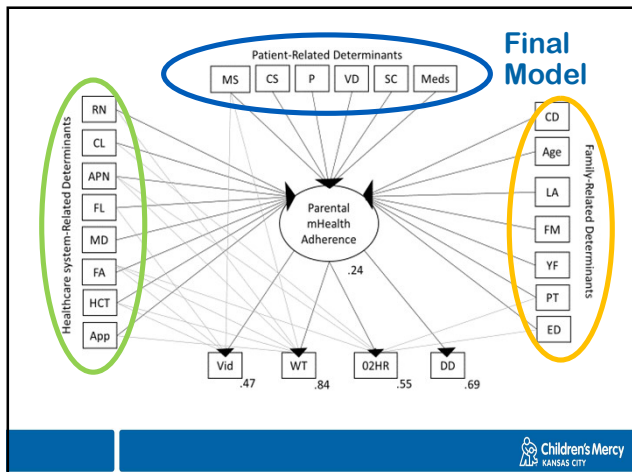 Patient-Related Determinants
Final
Model
MS
CS
P
VD
SC
Meds
Healthcare system-Related Determinants
RN
CL
APN
FL
MD
FA
HCT
App
Parental
mHealth
Adherence
.24
CD
Age
LA
FM
YF
PT
ED
Family-Related Determinants
Vid
WT
02HR
DD
.47
.84
.55
.69
Children's Mercy
KANSAS CITY